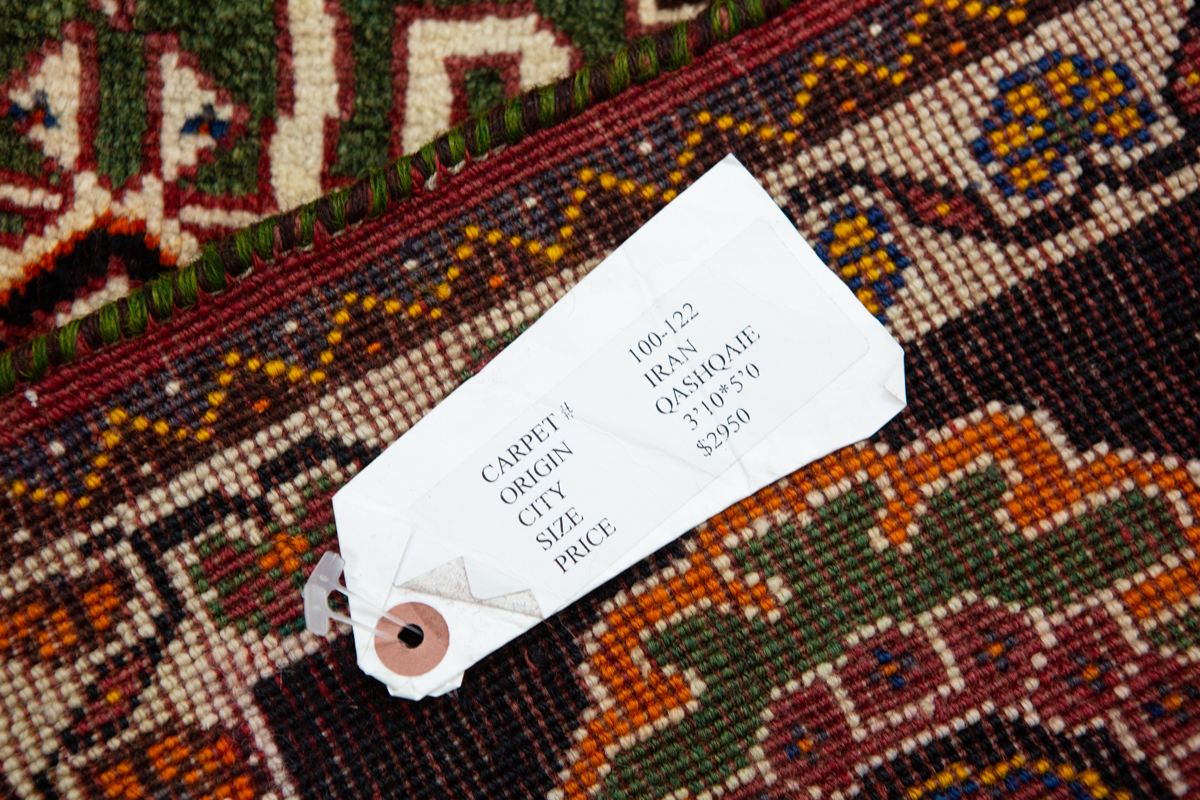 CARPET # 100-122
ORIGIN IRAN
CITY QASHQAIE
SIZE 3'10*5'0
PRICE $2950